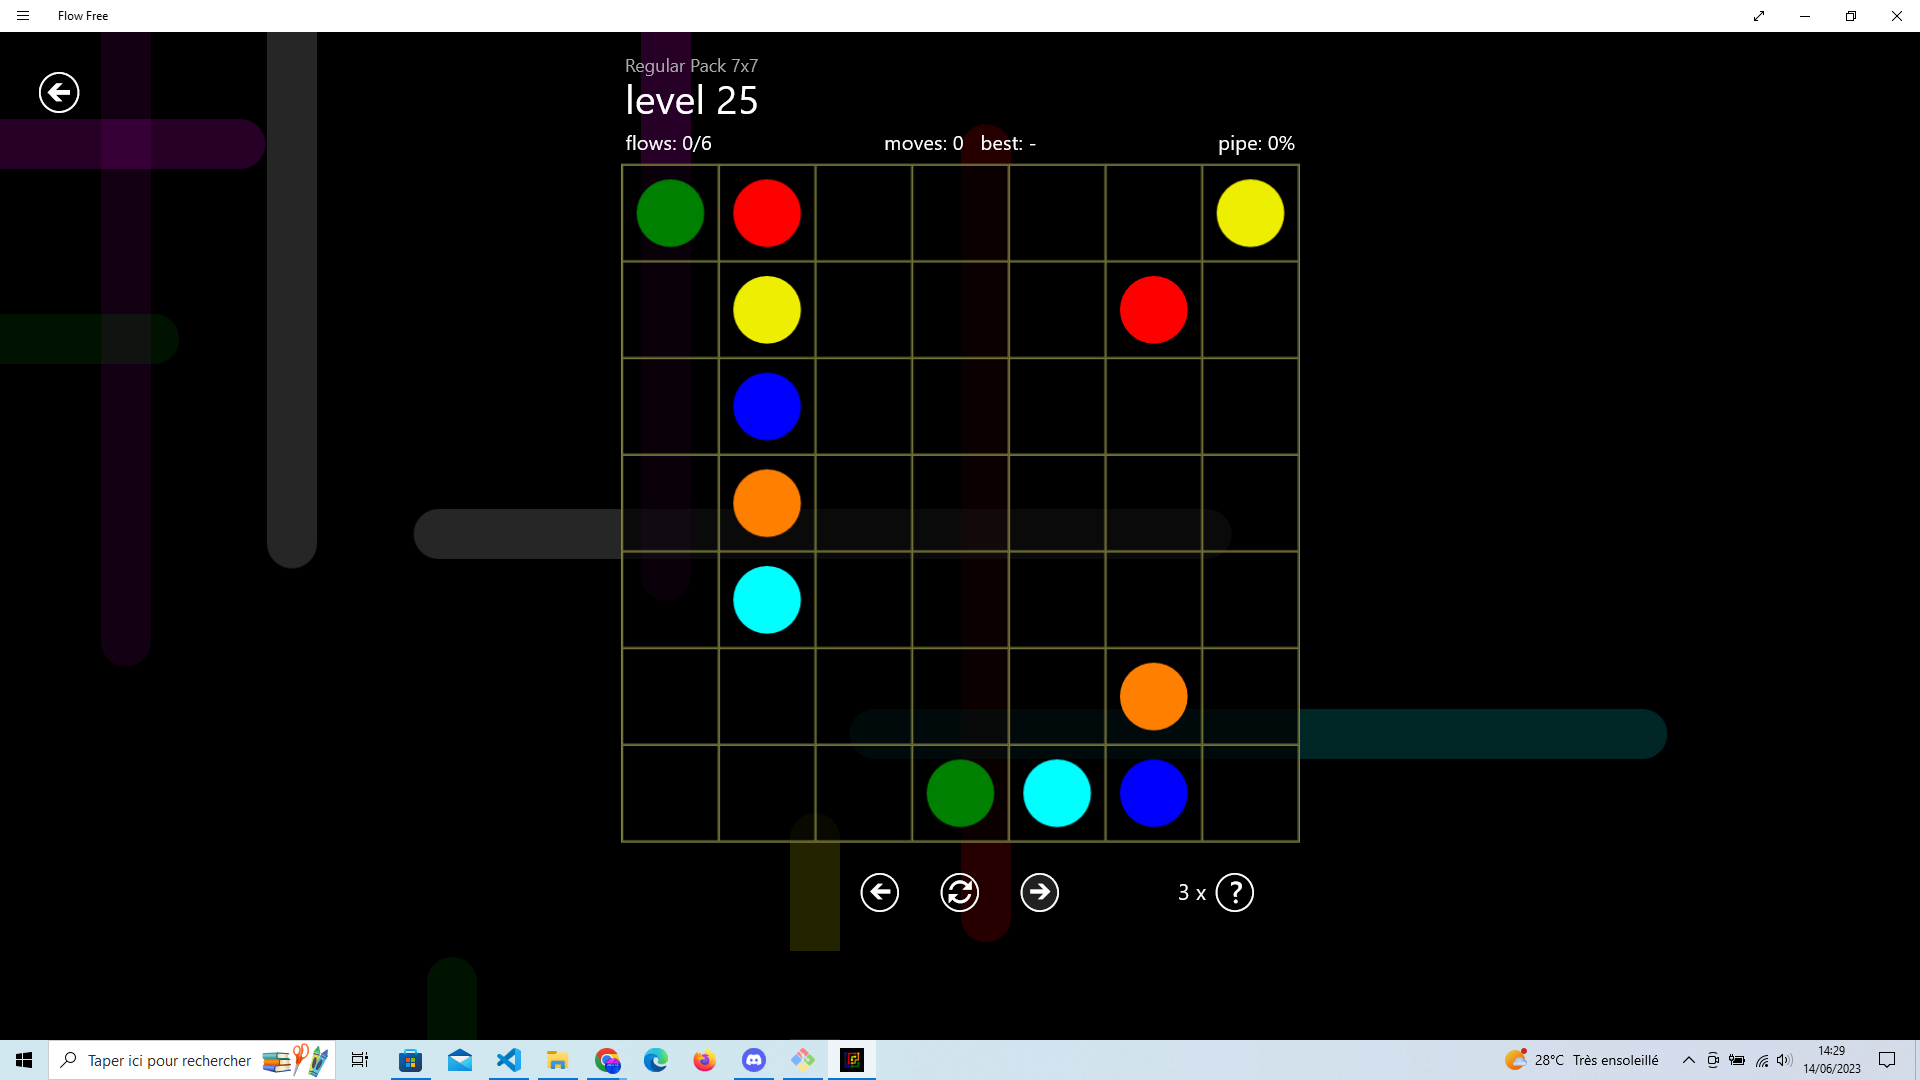 Flow Free
Regular Pack 7x7
level 25
flows: 0/6
moves: 0 best: -
pipe: 0%
3 x ?
Taper ici pour rechercher
28°C Très ensoleillé
14:29
14/06/2023